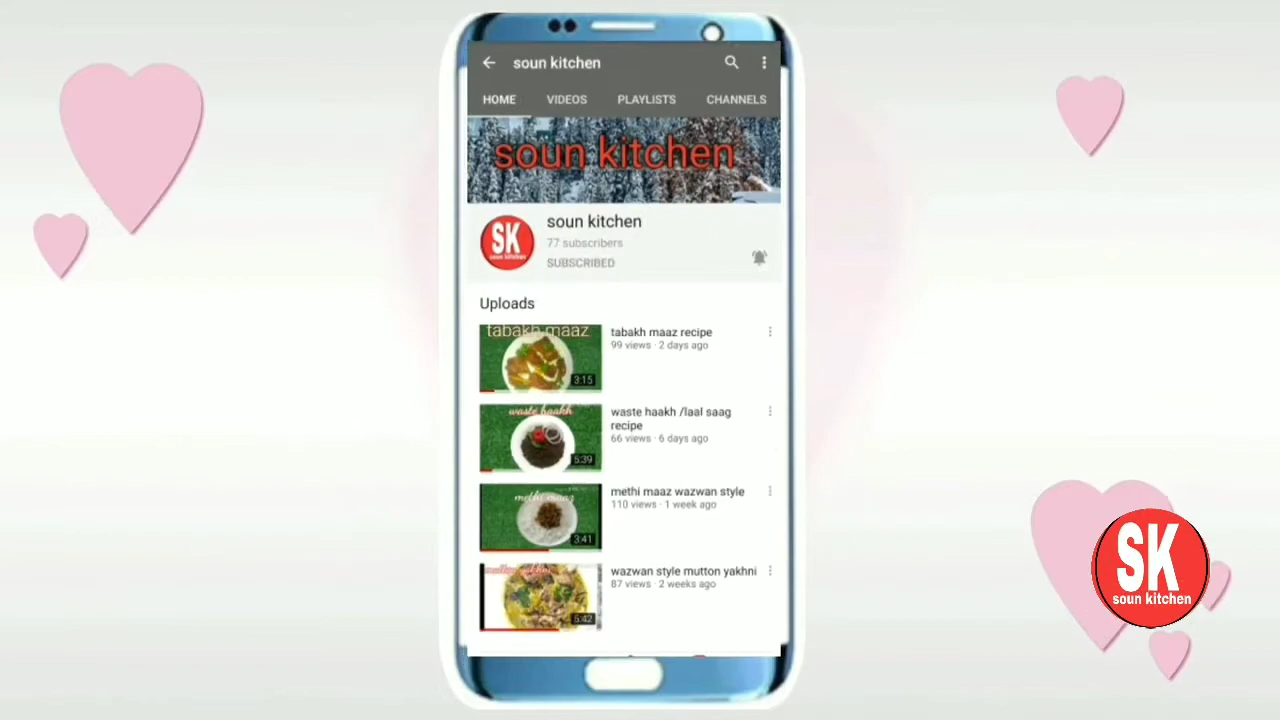 soun kitchen
HOME VIDEOS PLAYLISTS CHANNELS
soun kitchen
SK
soun kitchen
soun kitchen
77 subscribers
SUBSCRIBED
Uploads
tabakh maaz
3:15
tabakh maaz recipe
99 views · 2 days ago
waste haakh
5:39
waste haakh /laal saag
recipe
66 views · 6 days ago
methi maaz
3:41
methi maaz wazwan style
110 views · 1 week ago
5:42
wazwan style mutton yakhni
87 views · 2 weeks ago
SK
soun kitchen